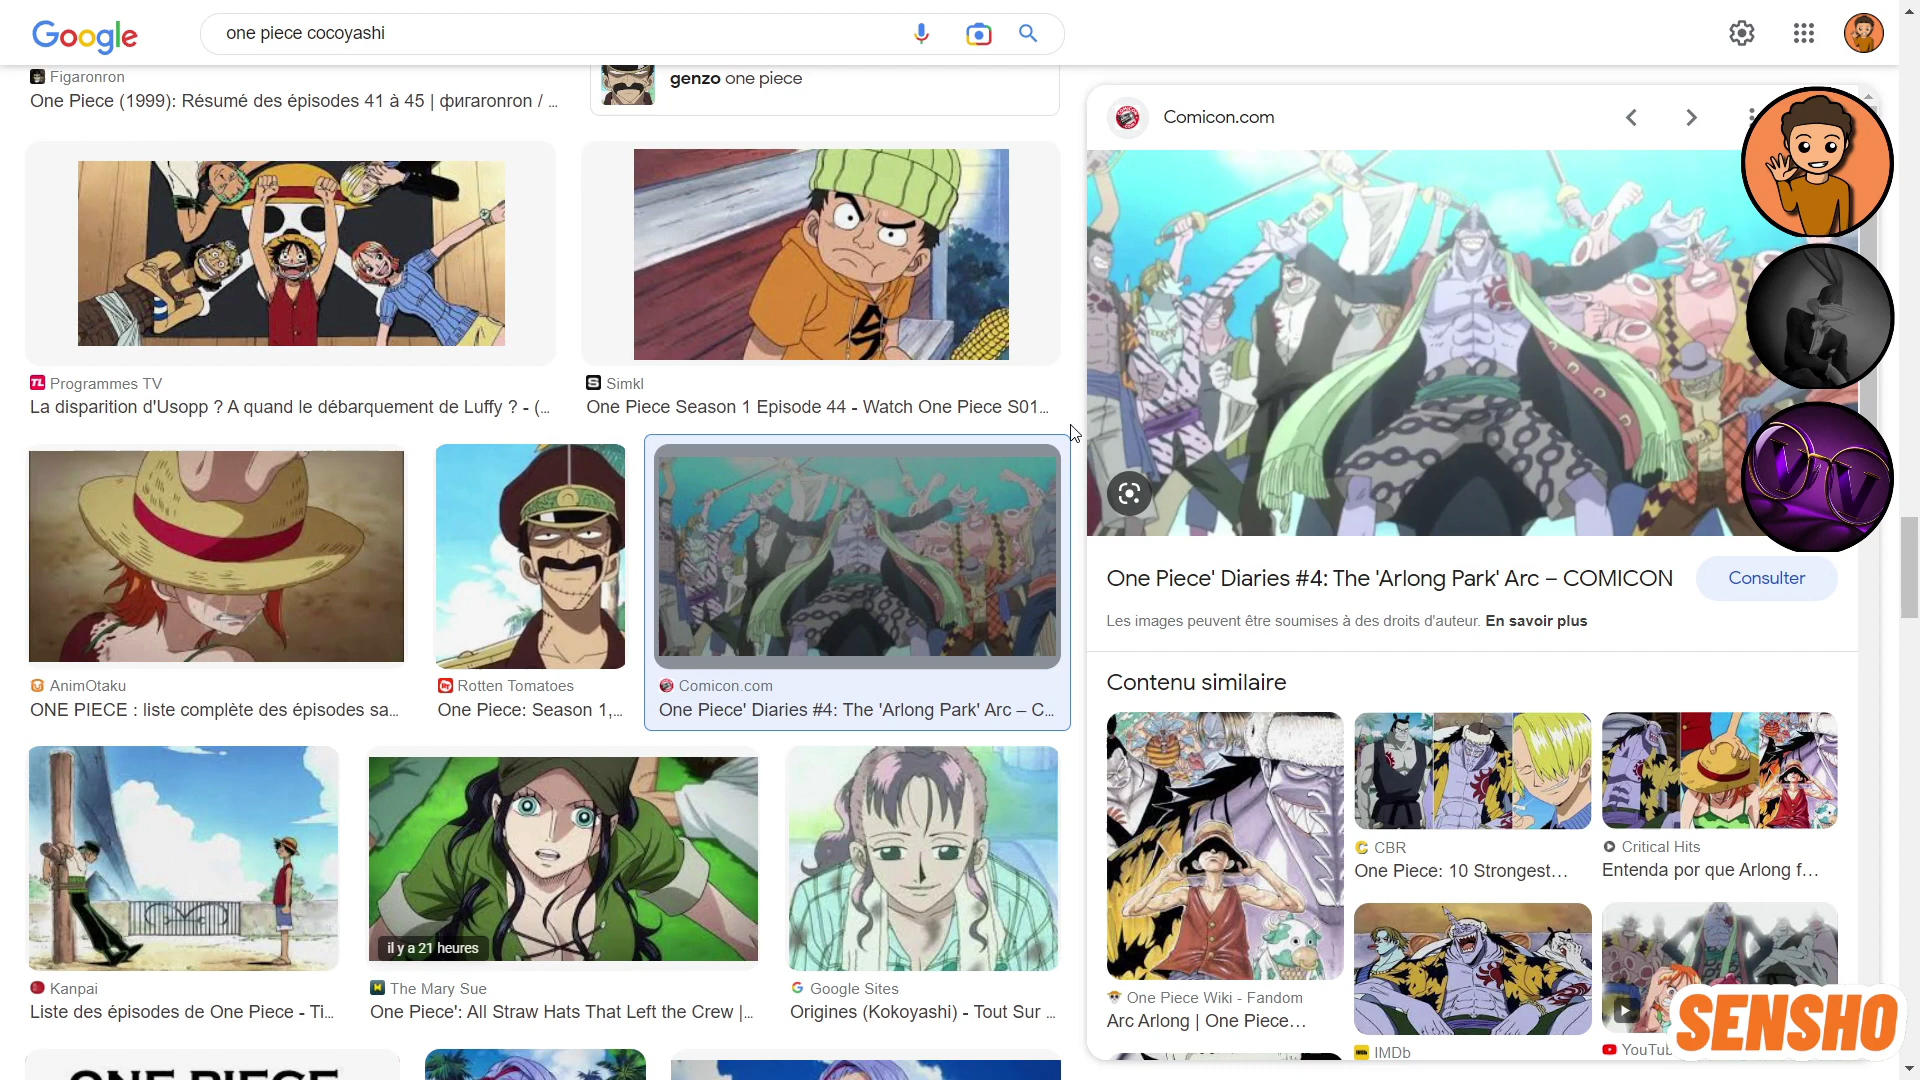 Google
one piece cocoyashi
Figaronron
One Piece (1999): Résumé des épisodes 41 à 45 | фигaronron / ...
genzo one piece
Programmes TV
La disparition d'Usopp ? A quand le débarquement de Luffy ? - (...
Simkl
One Piece Season 1 Episode 44 - Watch One Piece S01...
AnimOtaku
ONE PIECE : liste complète des épisodes sa...
Rotten Tomatoes
One Piece: Season 1,...
Comicon.com
One Piece' Diaries #4: The 'Arlong Park' Arc – C...
il y a 21 heures
Kanpai
Liste des épisodes de One Piece - Ti...
The Mary Sue
One Piece': All Straw Hats That Left the Crew |...
Google Sites
Origines (Kokoyashi) - Tout Sur ...
ONE PIECE
Comicon.com
One Piece' Diaries #4: The 'Arlong Park' Arc – COMICON
Consulter
Les images peuvent être soumises à des droits d'auteur. En savoir plus
Contenu similaire
One Piece Wiki - Fandom
Arc Arlong | One Piece...
CBR
One Piece: 10 Strongest...
Critical Hits
Entenda por que Arlong f...
IMDb
YouTub
V V
SENSHO